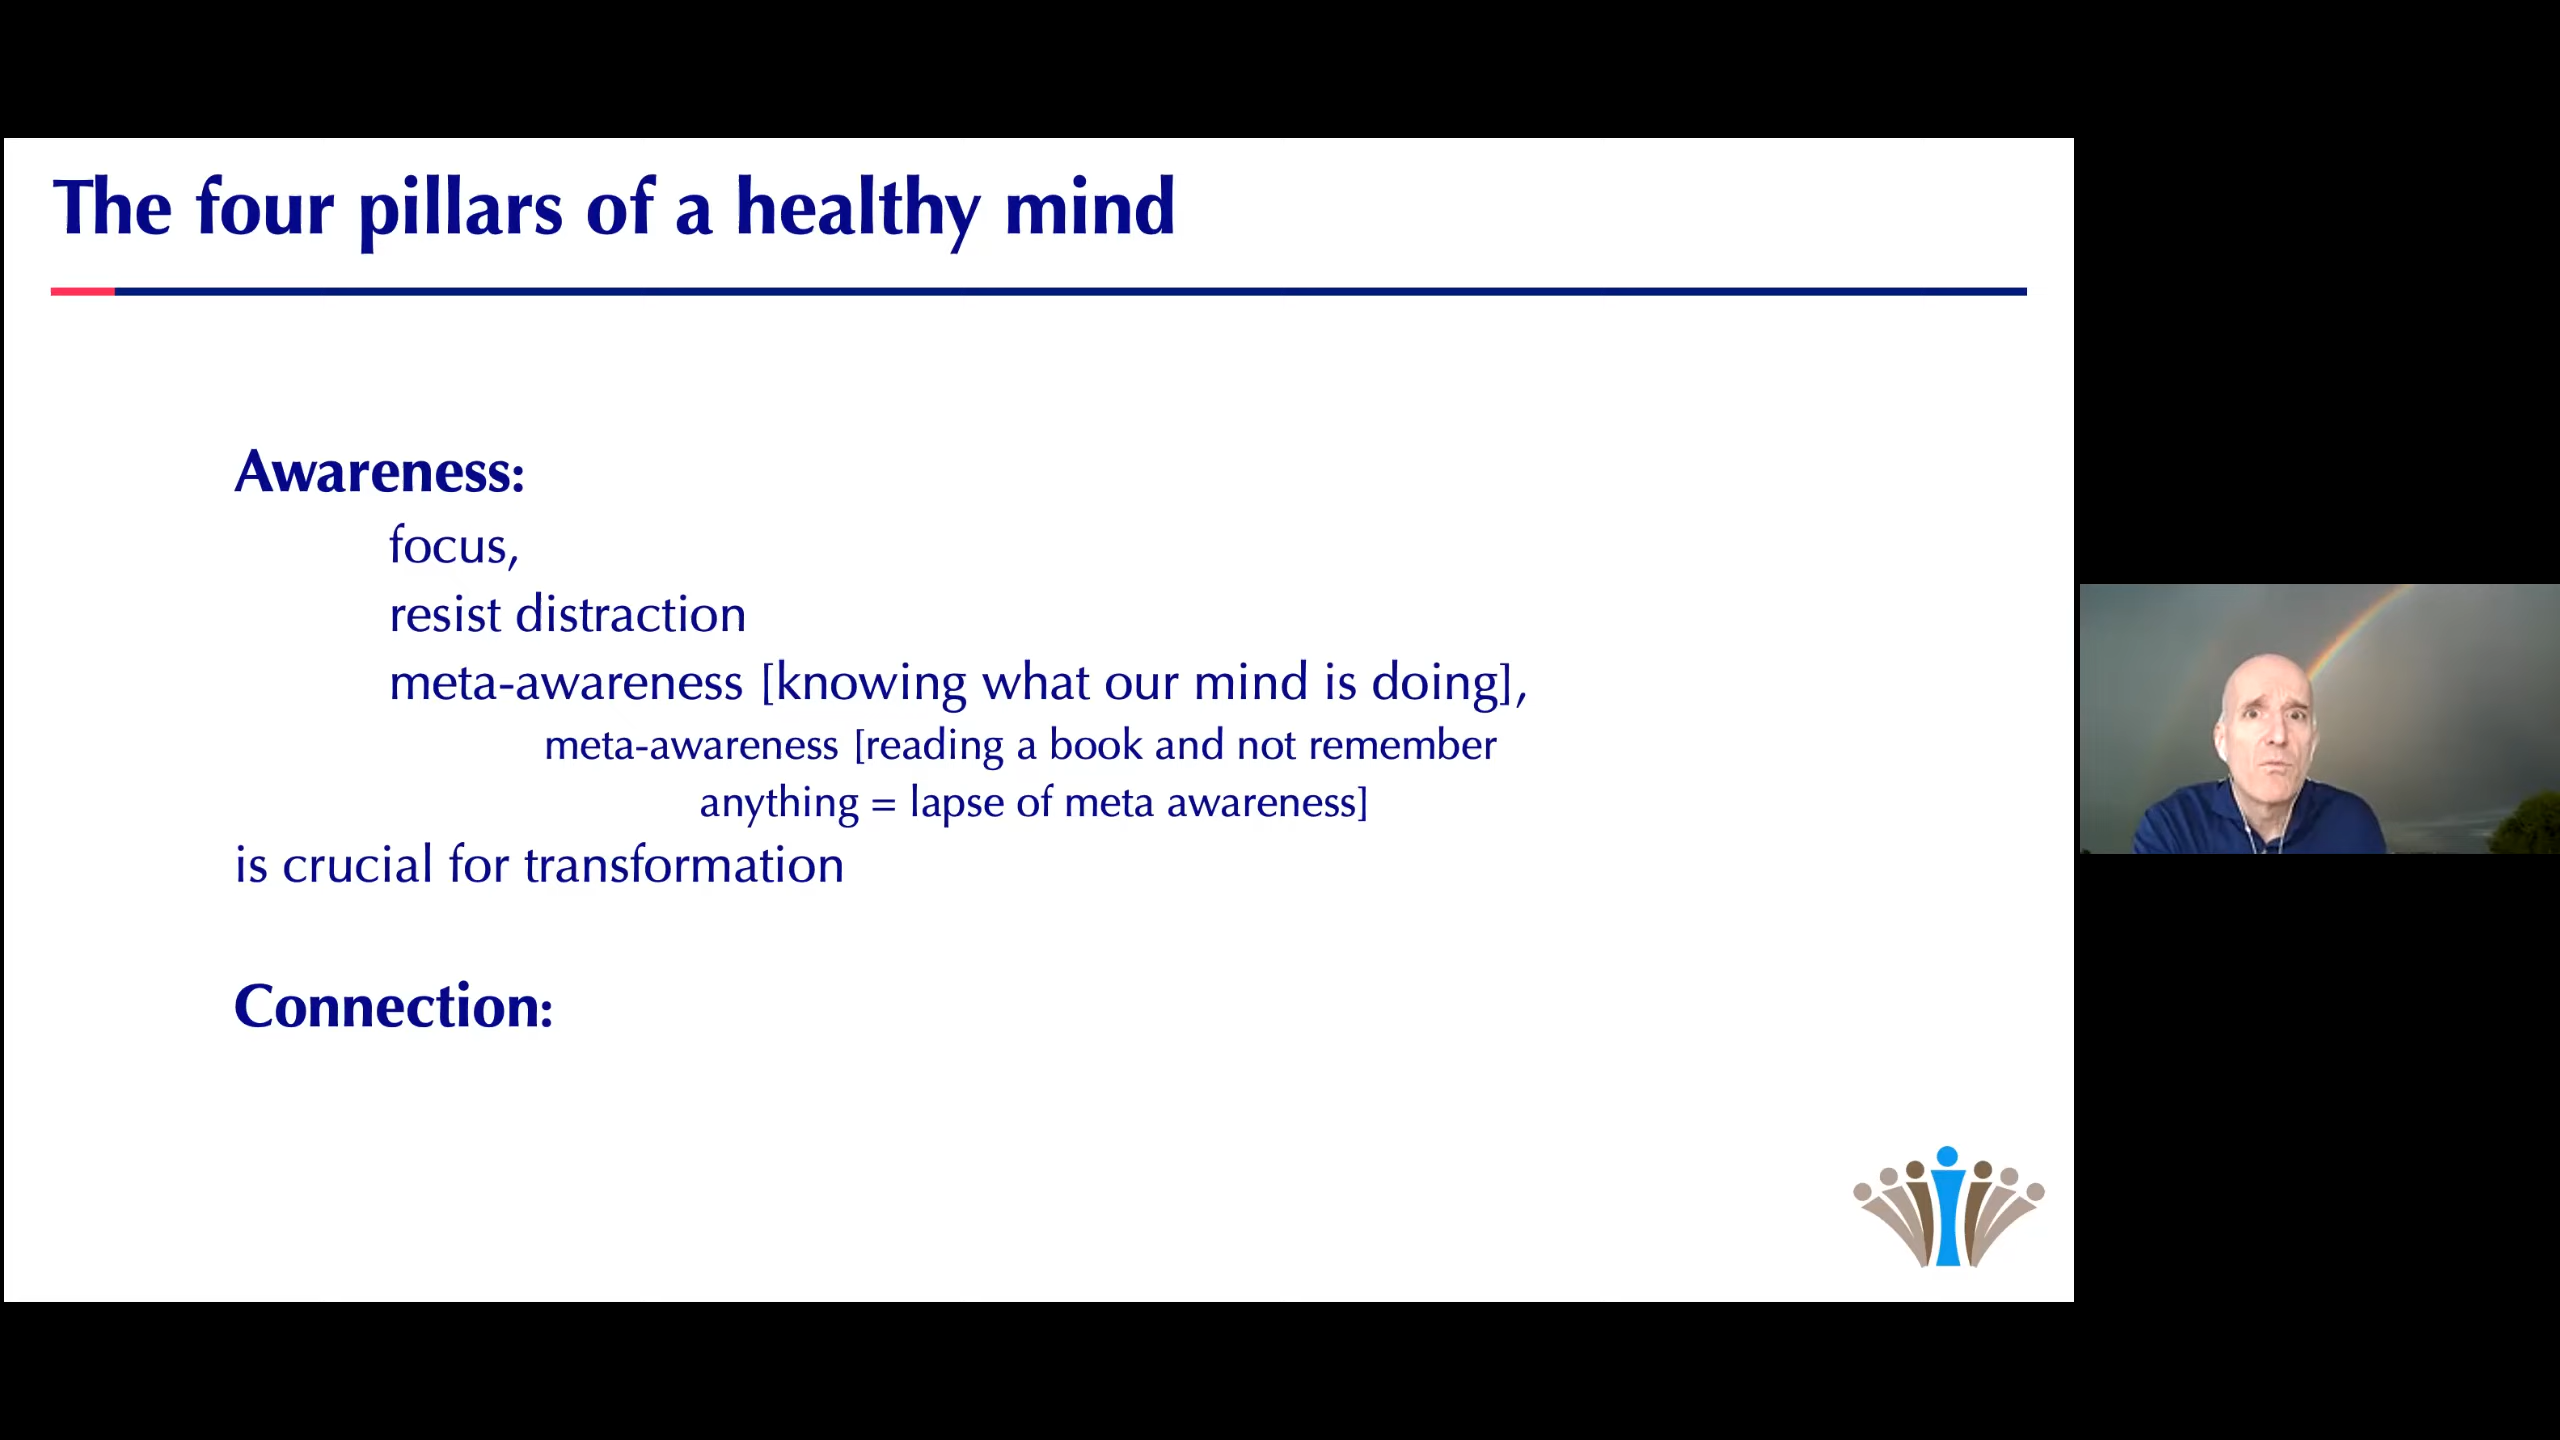 The four pillars of a healthy mind
Awareness:
focus,
resist distraction
meta-awareness [knowing what our mind is doing],
meta-awareness [reading a book and not remember
anything = lapse of meta awareness]
is crucial for transformation
Connection: